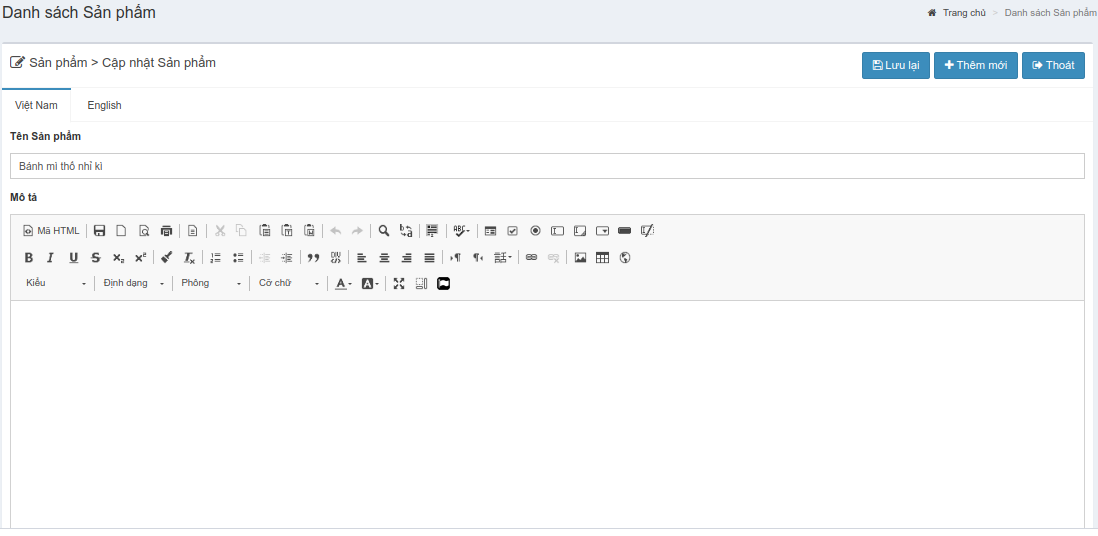 Danh sách Sản phẩm
Trang chủ > Danh sách Sản phẩm
Sản phẩm > Cập nhật Sản phẩm
Lưu lại
Thêm mới
Thoát
Việt Nam
English
Tên Sản phẩm
Bánh mì thổ nhĩ kì
Mô tả
Mã HTML
Kiểu
Định dạng
Phông
Cỡ chữ